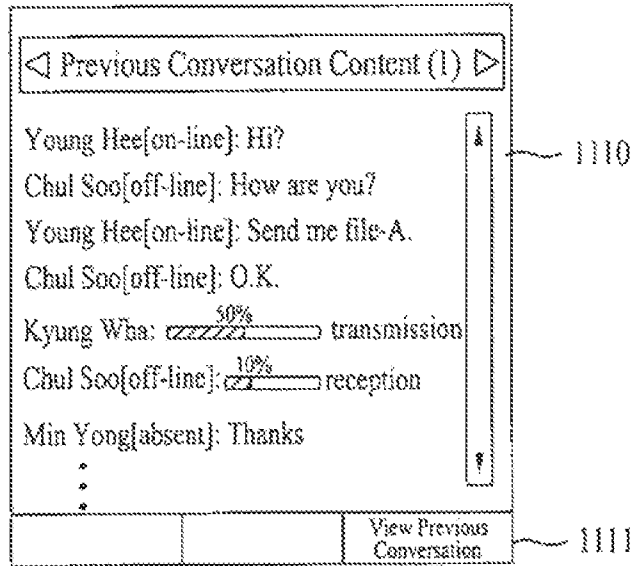 ◁ Previous Conversation Content (1) ▷
Young Hee[on-line]: Hi?
1110
Chul Soo[off-line]: How are you?
Young Hee[on-line]: Send me file-A.
Chul Soo[off-line]: O.K.
50%
Kyung Wha: transmission
10%
Chul Soo[off-line]: reception
Min Yong[absent]: Thanks
View Previous
Conversation
1111